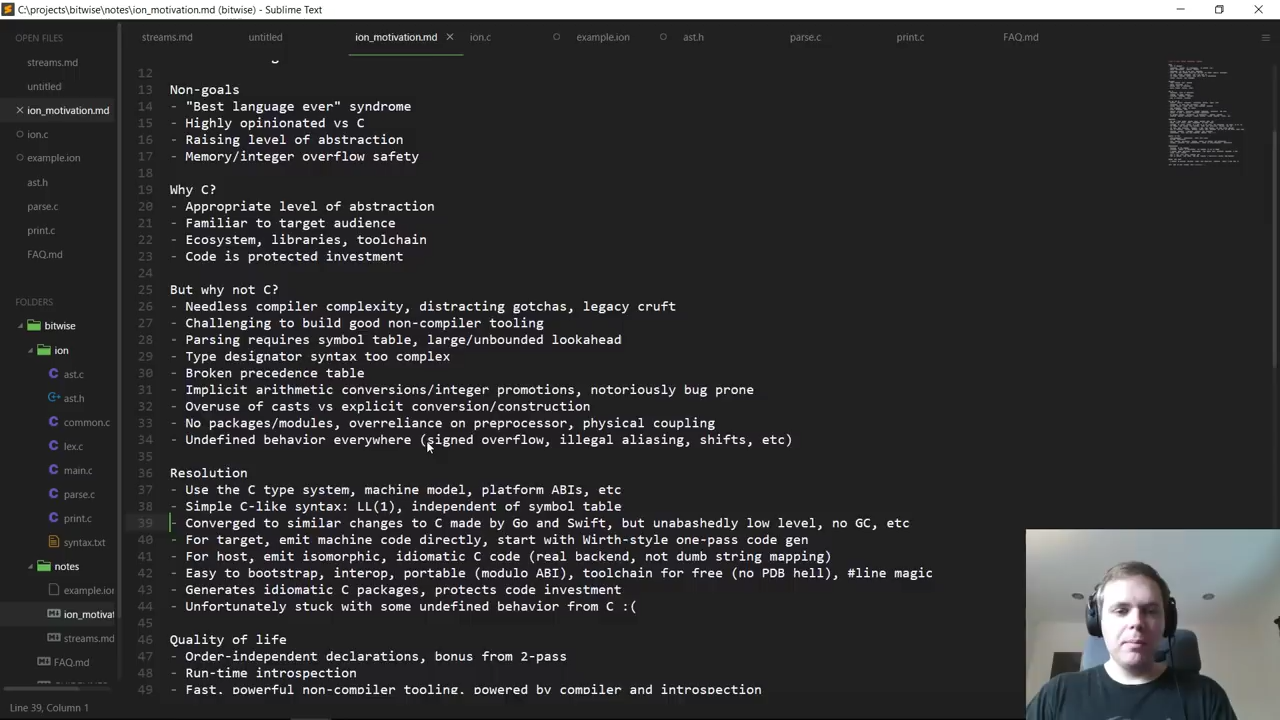 C:\projects\bitwise\notes\ion_motivation.md (bitwise) - Sublime Text
OPEN FILES
streams.md
untitled
ion_motivation.md
ion.c
example.ion
ast.h
parse.c
print.c
FAQ.md
FOLDERS
bitwise
ion
ast.c
ast.h
common.c
lex.c
main.c
parse.c
print.c
syntax.txt
notes
example.ion
ion_motivat
streams.md
FAQ.md
streams.md untitled ion_motivation.md ion.c example.ion ast.h parse.c print.c FAQ.md
12
13 Non-goals
14 - "Best language ever" syndrome
15 - Highly opinionated vs C
16 - Raising level of abstraction
17 - Memory/integer overflow safety
18
19 Why C?
20 - Appropriate level of abstraction
21 - Familiar to target audience
22 - Ecosystem, libraries, toolchain
23 - Code is protected investment
24
25 But why not C?
26 - Needless compiler complexity, distracting gotchas, legacy cruft
27 - Challenging to build good non-compiler tooling
28 - Parsing requires symbol table, large/unbounded lookahead
29 - Type designator syntax too complex
30 - Broken precedence table
31 - Implicit arithmetic conversions/integer promotions, notoriously bug prone
32 - Overuse of casts vs explicit conversion/construction
33 - No packages/modules, overreliance on preprocessor, physical coupling
34 - Undefined behavior everywhere (signed overflow, illegal aliasing, shifts, etc)
35
36 Resolution
37 - Use the C type system, machine model, platform ABIs, etc
38 - Simple C-like syntax: LL(1), independent of symbol table
39 - Converged to similar changes to C made by Go and Swift, but unabashedly low level, no GC, etc
40 - For target, emit machine code directly, start with Wirth-style one-pass code gen
41 - For host, emit isomorphic, idiomatic C code (real backend, not dumb string mapping)
42 - Easy to bootstrap, interop, portable (modulo ABI), toolchain for free (no PDB hell), #line magic
43 - Generates idiomatic C packages, protects code investment
44 - Unfortunately stuck with some undefined behavior from C :(
45
46 Quality of life
47 - Order-independent declarations, bonus from 2-pass
48 - Run-time introspection
49 - Fast, powerful non-compiler tooling, powered by compiler and introspection
Line 39, Column 1